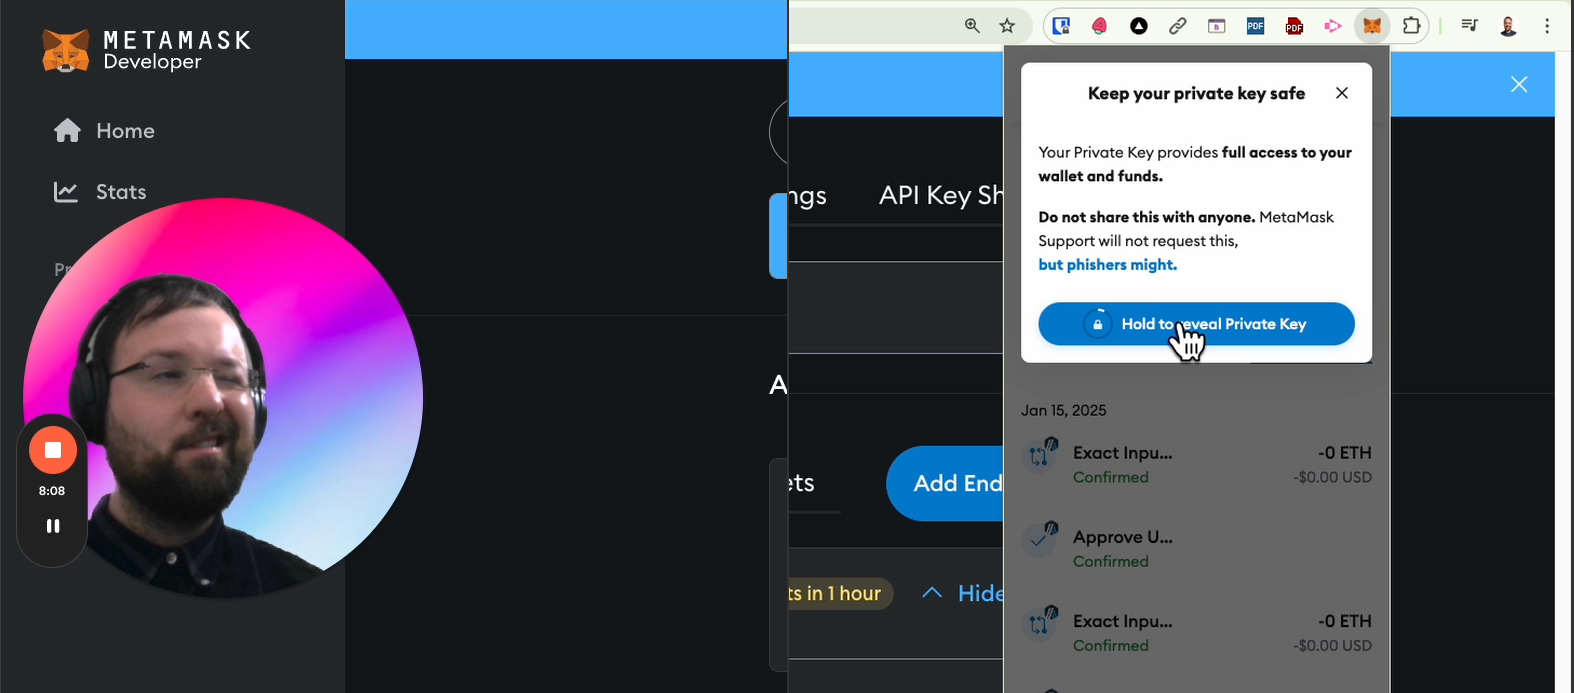 METAMASK
Developer
Home
Stats
Pr
8:08
A
ngs
API Key Sh
ets
Add End
ts in 1 hour
Hide
PDF
PDF
Keep your private key safe
Your Private Key provides full access to your
wallet and funds.
Do not share this with anyone. MetaMask
Support will not request this,
but phishers might.
Hold to reveal Private Key
Jan 15, 2025
Exact Inpu...
-0 ETH
Confirmed
-$0.00 USD
Approve U...
Confirmed
Exact Inpu...
-0 ETH
Confirmed
-$0.00 USD